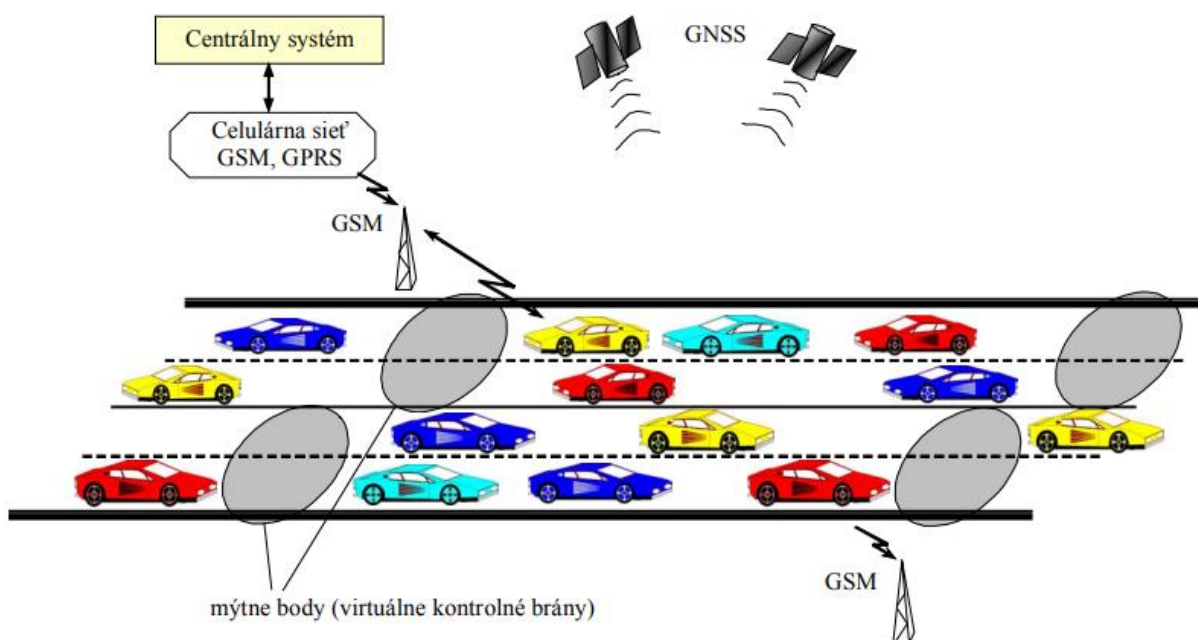 Centrálny systém
GNSS
Celulárna sieť
GSM, GPRS
GSM
GSM
mýtne body (virtuálne kontrolné brány)